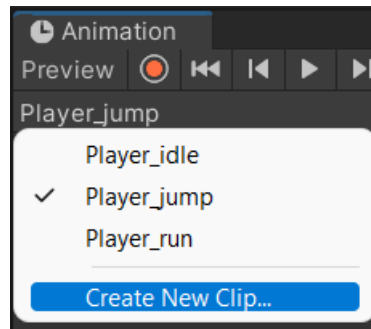 Animation
Preview
Player_jump
Player_idle
Player_jump
Player_run
Create New Clip...